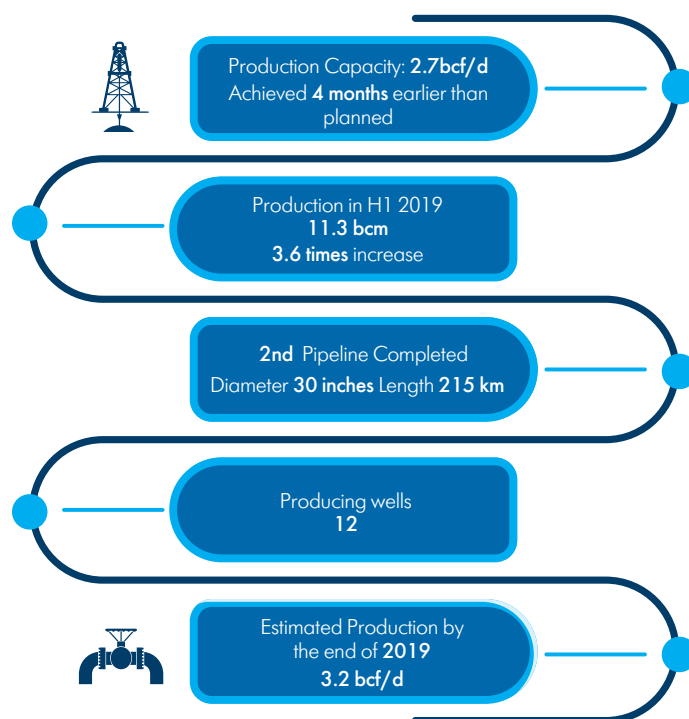 Production Capacity: 2.7bcf/d
Achieved 4 months earlier than
planned
Production in H1 2019
11.3 bcm
3.6 times increase
2nd Pipeline Completed
Diameter 30 inches Length 215 km
Producing wells
12
Estimated Production by
the end of 2019
3.2 bcf/d